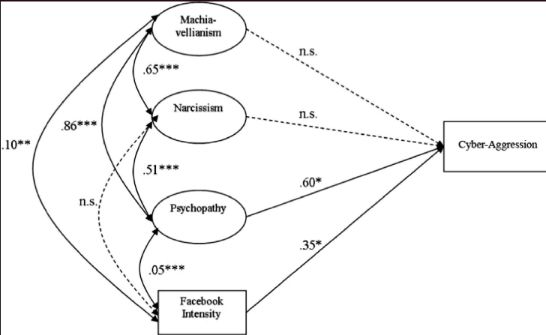 Machia-
vellianism
n.s.
.65***
Narcissism
n.s.
.86***
.10**
Cyber-Aggression
.51***
.60*
n.s.
Psychopathy
.35*
.05***
Facebook
Intensity